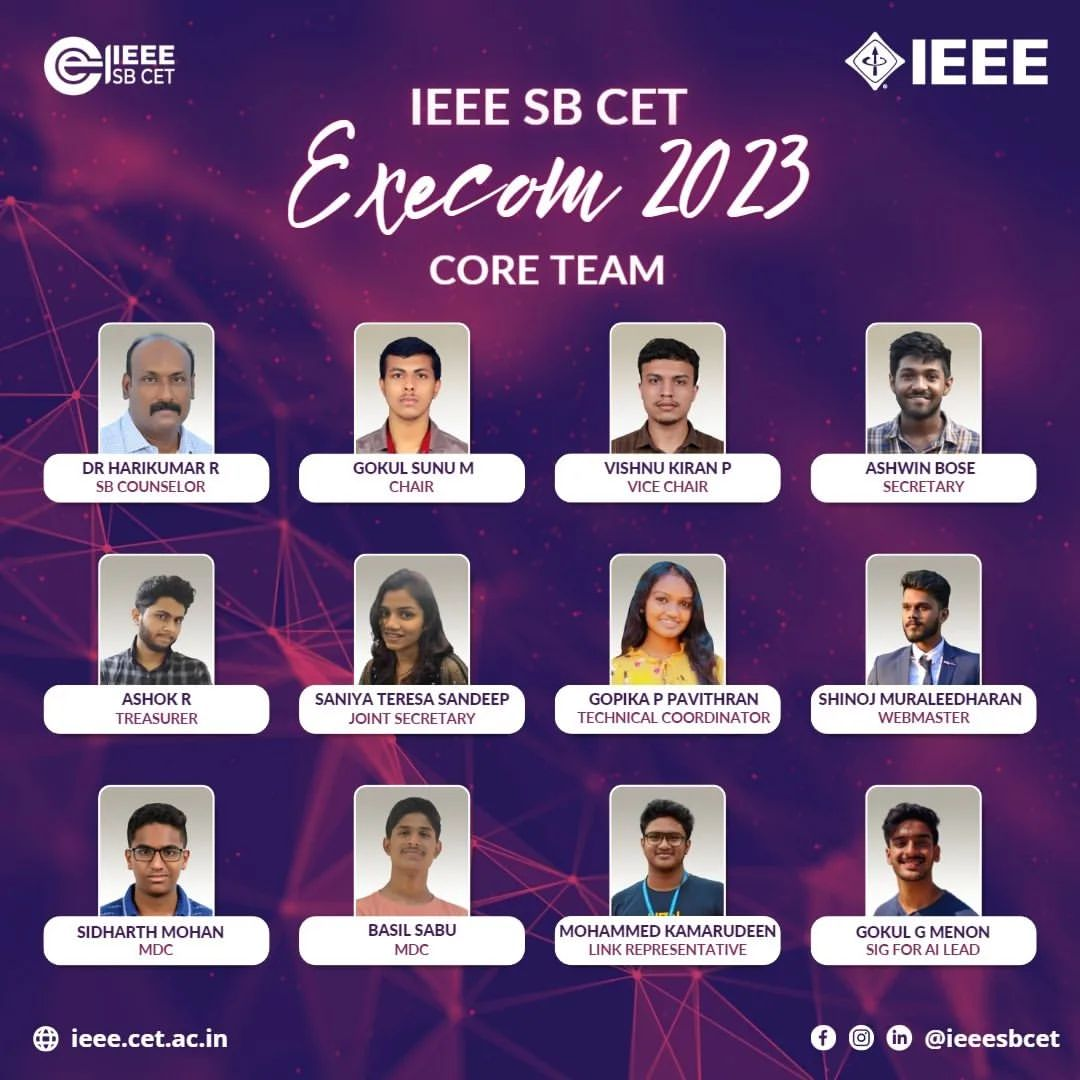 IEEE
SB CET
IEEE
IEEE SB CET
Execom 2023
CORE TEAM
DR HARIKUMAR R
SB COUNSELOR
GOKUL SUNU M
CHAIR
VISHNU KIRAN P
VICE CHAIR
ASHWIN BOSE
SECRETARY
ASHOK R
TREASURER
SANIYA TERESA SANDEEP
JOINT SECRETARY
GOPIKA P PAVITHRAN
TECHNICAL COORDINATOR
SHINOJ MURALEEDHARAN
WEBMASTER
SIDHARTH MOHAN
MDC
BASIL SABU
MDC
MOHAMMED KAMARUDEEN
LINK REPRESENTATIVE
GOKUL G MENON
SIG FOR AI LEAD
ieee.cet.ac.in
@ieeesbcet